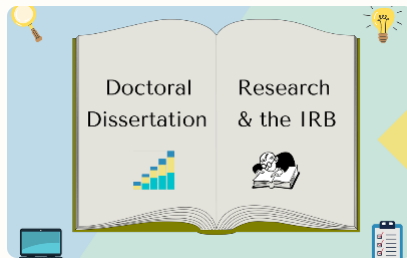 Doctoral
Dissertation
Research
& the IRB